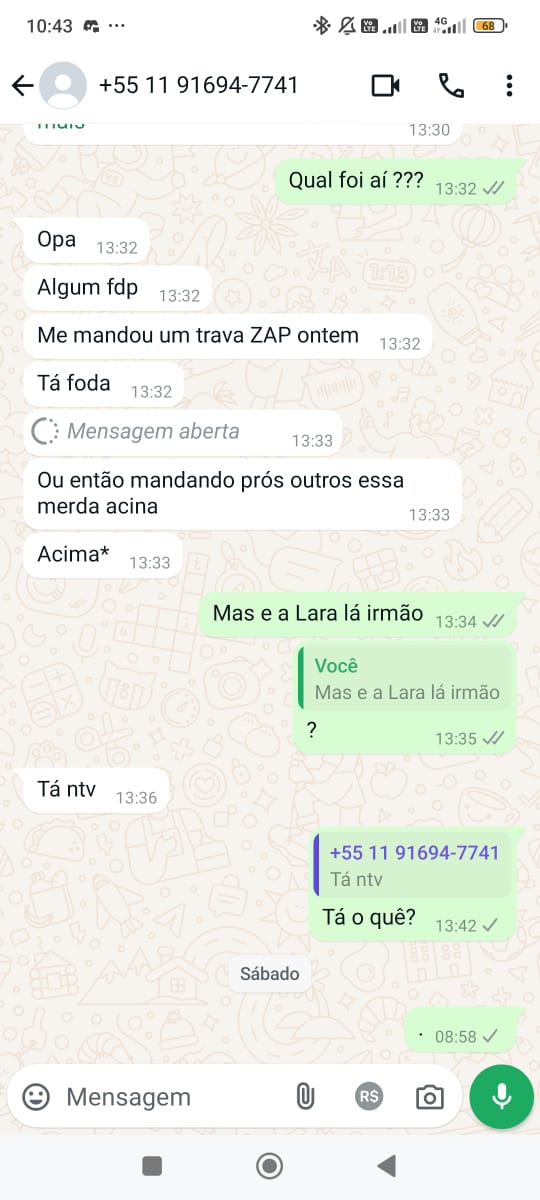 10:43
4G
68
+55 11 91694-7741
mais
13:30
Qual foi aí ??? 13:32
Opa 13:32
Algum fdp 13:32
Me mandou um trava ZAP ontem 13:32
Tá foda 13:32
Mensagem aberta 13:33
Ou então mandando prós outros essa
merda acina
13:33
Acima* 13:33
Mas e a Lara lá irmão 13:34
Você
Mas e a Lara lá irmão
? 13:35
Tá ntv 13:36
+55 11 91694-7741
Tá ntv
Tá o quê? 13:42
Sábado
. 08:58
Mensagem
R$